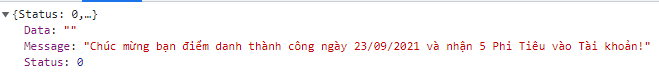 ▼{Status: 0,…}
Data: ""
Message: "Chúc mừng bạn điểm danh thành công ngày 23/09/2021 và nhận 5 Phi Tiêu vào Tài khoản!"
Status: 0